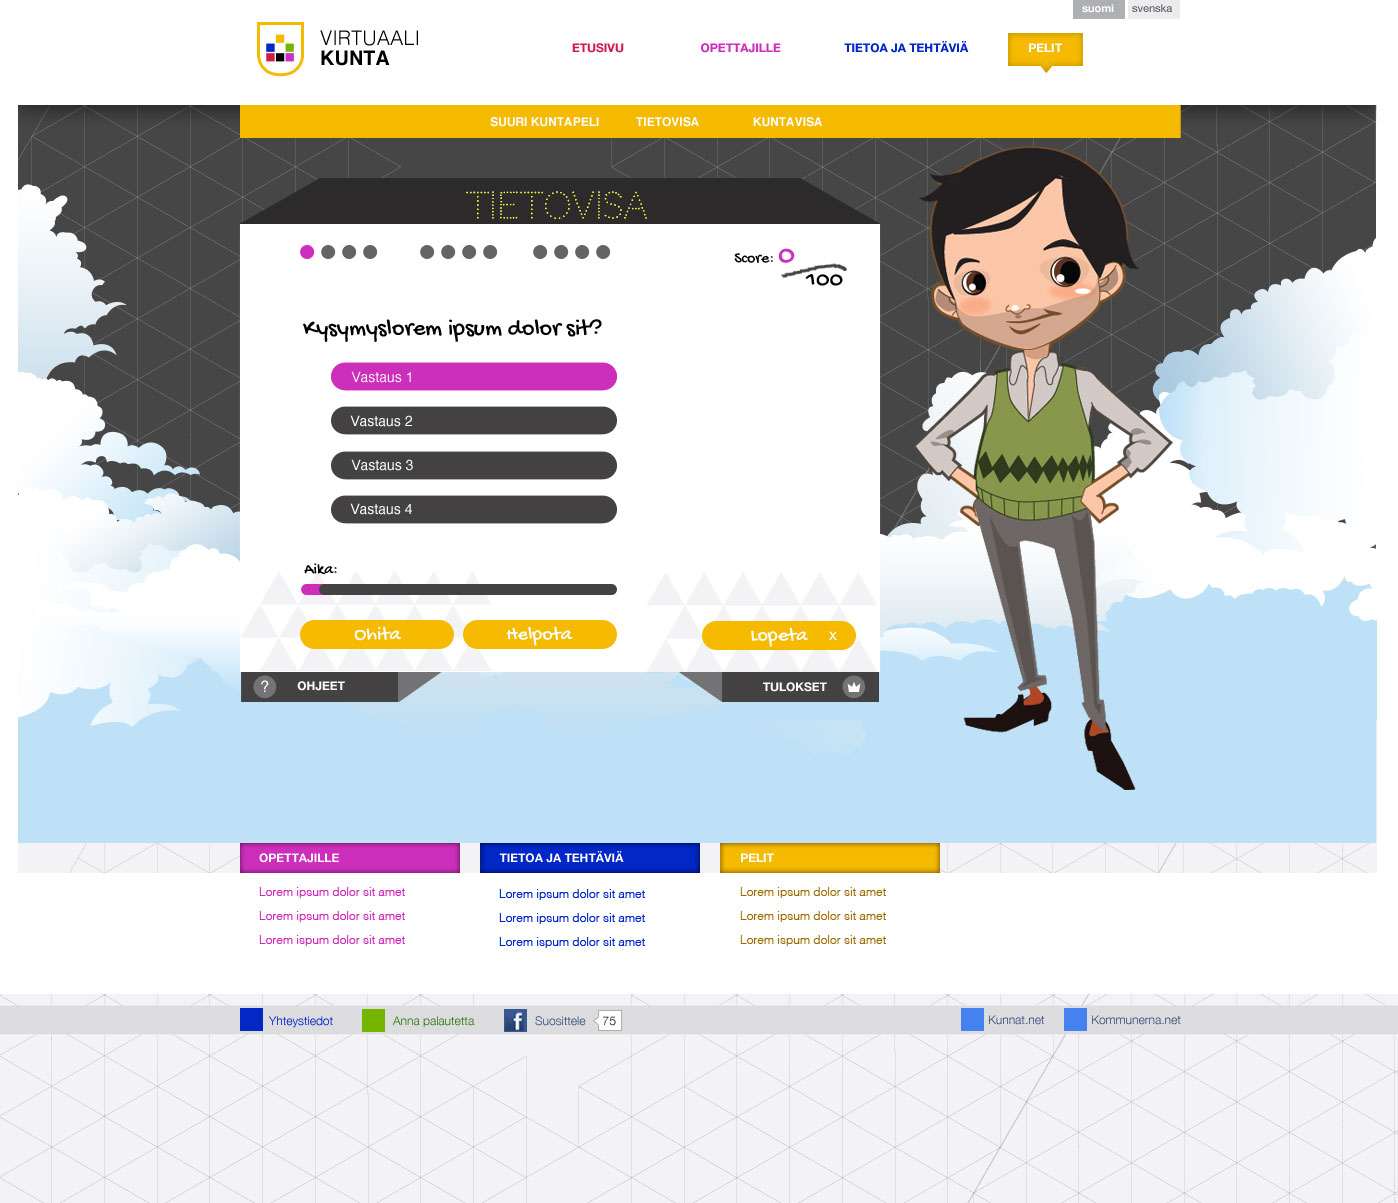 suomi
svenska
VIRTUAALI
KUNTA
ETUSIVU
OPETTAJILLE
TIETOA JA TEHTÄVIÄ
PELIT
SUURI KUNTAPELI
TIETOVISA
KUNTAVISA
TIETOVISA
Score: 0
100
Kysymyslorem ipsum dolor sit?
Vastaus 1
Vastaus 2
Vastaus 3
Vastaus 4
Aika:
Ohita
Helpota
Lopeta x
? OHJEET
TULOKSET
OPETTAJILLE
Lorem ipsum dolor sit amet
Lorem ipsum dolor sit amet
Lorem ispum dolor sit amet
TIETOA JA TEHTÄVIÄ
Lorem ipsum dolor sit amet
Lorem ipsum dolor sit amet
Lorem ispum dolor sit amet
PELIT
Lorem ipsum dolor sit amet
Lorem ipsum dolor sit amet
Lorem ispum dolor sit amet
Yhteystiedot
Anna palautetta
f Suosittele 75
Kunnat.net
Kommunerna.net